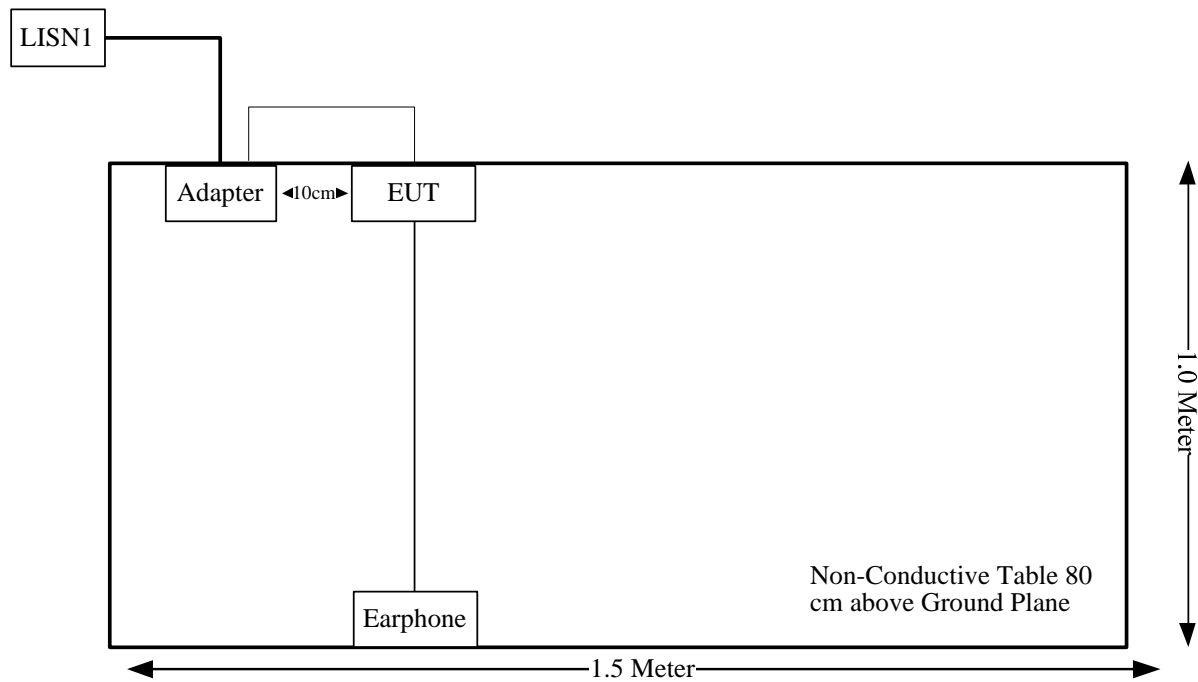 LISN1
Adapter
10cm
EUT
1.0 Meter
Non-Conductive Table 80
cm above Ground Plane
Earphone
1.5 Meter